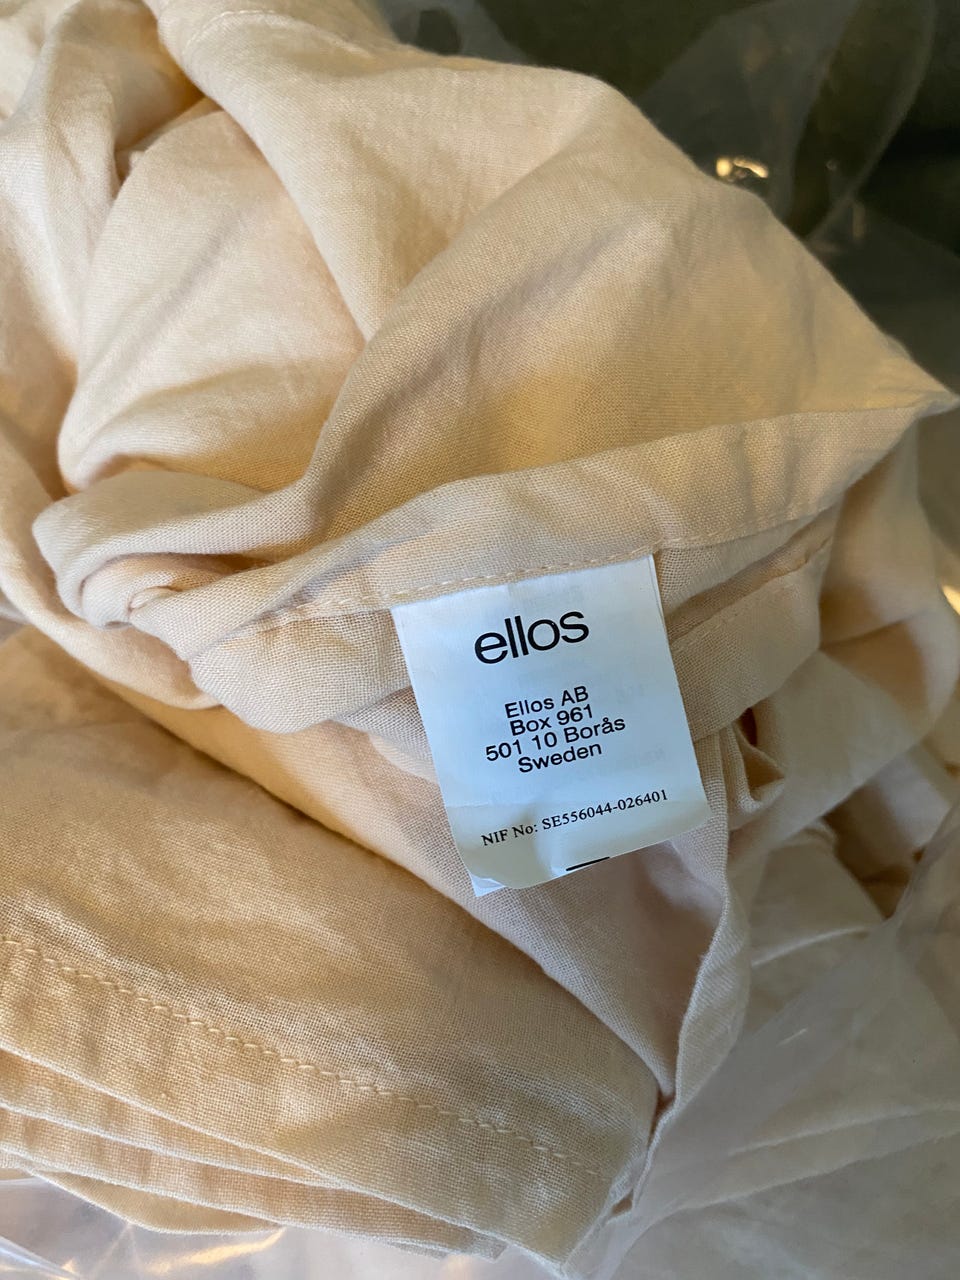 ellos
Ellos AB
Box 961
501 10 Borås
Sweden
NIF No: SE556044-026401